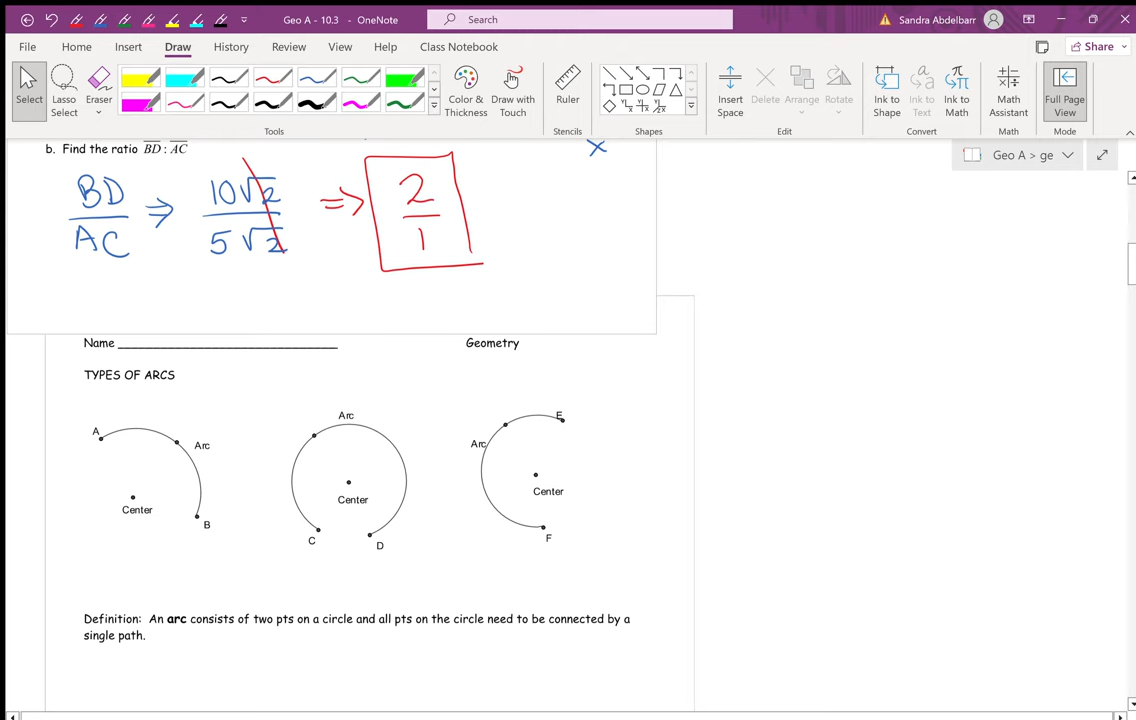 Geo A - 10.3 - OneNote
Search
Sandra Abdelbarr
File Home Insert Draw History Review View Help Class Notebook
Share
Select
Lasso Select
Eraser
Color & Thickness
Draw with Touch
Ruler
Insert Space
Delete
Arrange
Rotate
Ink to Shape
Ink to Text
Ink to Math
Math Assistant
Full Page View
Tools
Stencils
Shapes
Edit
Convert
Math
Mode
b. Find the ratio BD : AC
x
Geo A > ge
BD/AC ⇒ 10√2/5√2 ⇒ 2/1
Name ______________________________ Geometry
TYPES OF ARCS
A
Arc
Center
B
Arc
Center
C
D
E
Arc
Center
F
Definition: An arc consists of two pts on a circle and all pts on the circle need to be connected by a
single path.